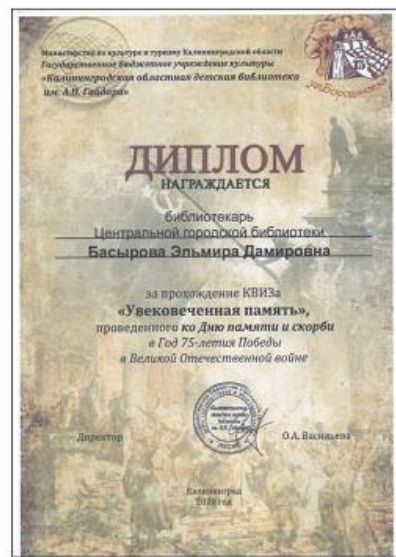 Министерство по культуре и туризму Калининградской области
Государственное бюджетное учреждение культуры
«Калининградская областная детская библиотека
им. А.П. Гайдара»
75
ДИПЛОМ
НАГРАЖДАЕТСЯ
библиотекарь
Центральной городской библиотеки
Басырова Эльмира Дамировна
за прохождение КВИЗа
«Увековеченная память»,
проведенного ко Дню памяти и скорби
в Год 75-летия Победы
в Великой Отечественной войне
Директор
О.А. Васильева
Калининград
2020 год